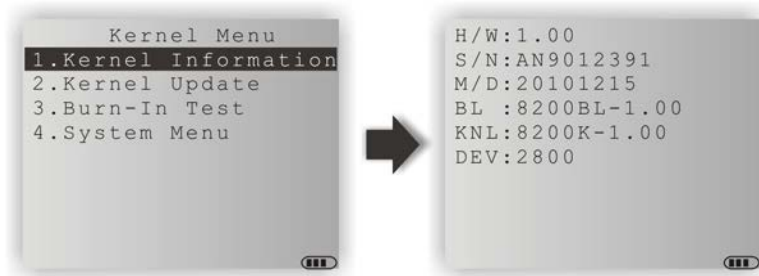 Kernel Menu
1.Kernel Information
2.Kernel Update
3.Burn-In Test
4.System Menu
H/W:1.00
S/N:AN9012391
M/D:20101215
BL :8200BL-1.00
KNL:8200K-1.00
DEV:2800